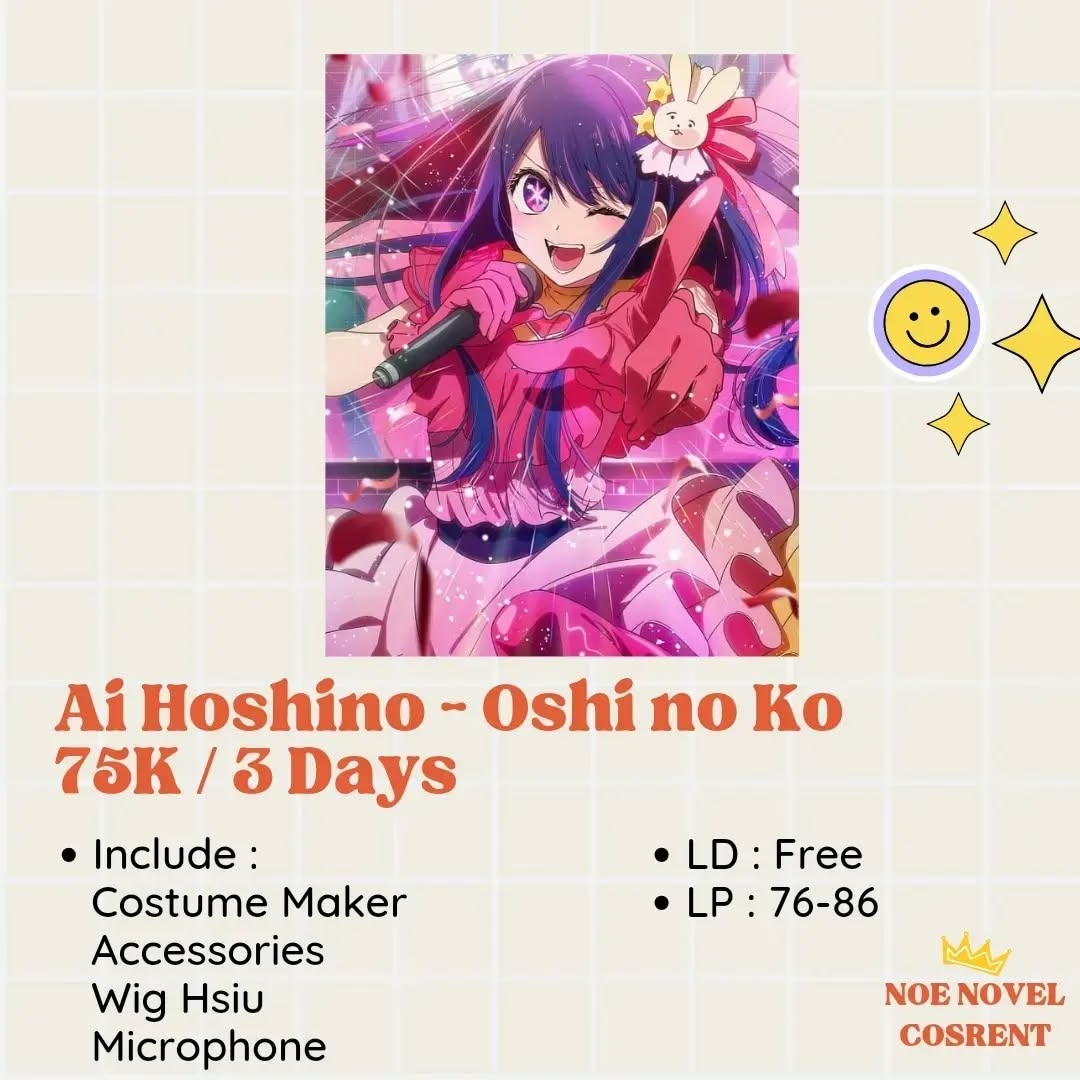 Ai Hoshino - Oshi no Ko
75K / 3 Days
• Include :
Costume Maker
Accessories
Wig Hsiu
Microphone
• LD : Free
• LP : 76-86
NOE NOVEL
COSRENT